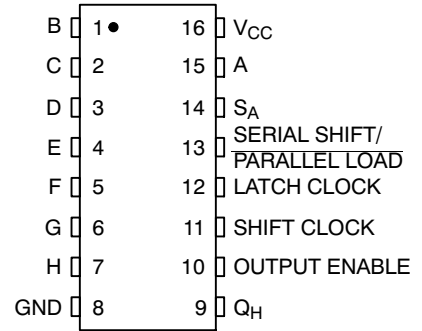 B 1 16 VCC
C 2 15 A
D 3 14 SA
E 4 13 SERIAL SHIFT/
PARALLEL LOAD
F 5 12 LATCH CLOCK
G 6 11 SHIFT CLOCK
H 7 10 OUTPUT ENABLE
GND 8 9 QH